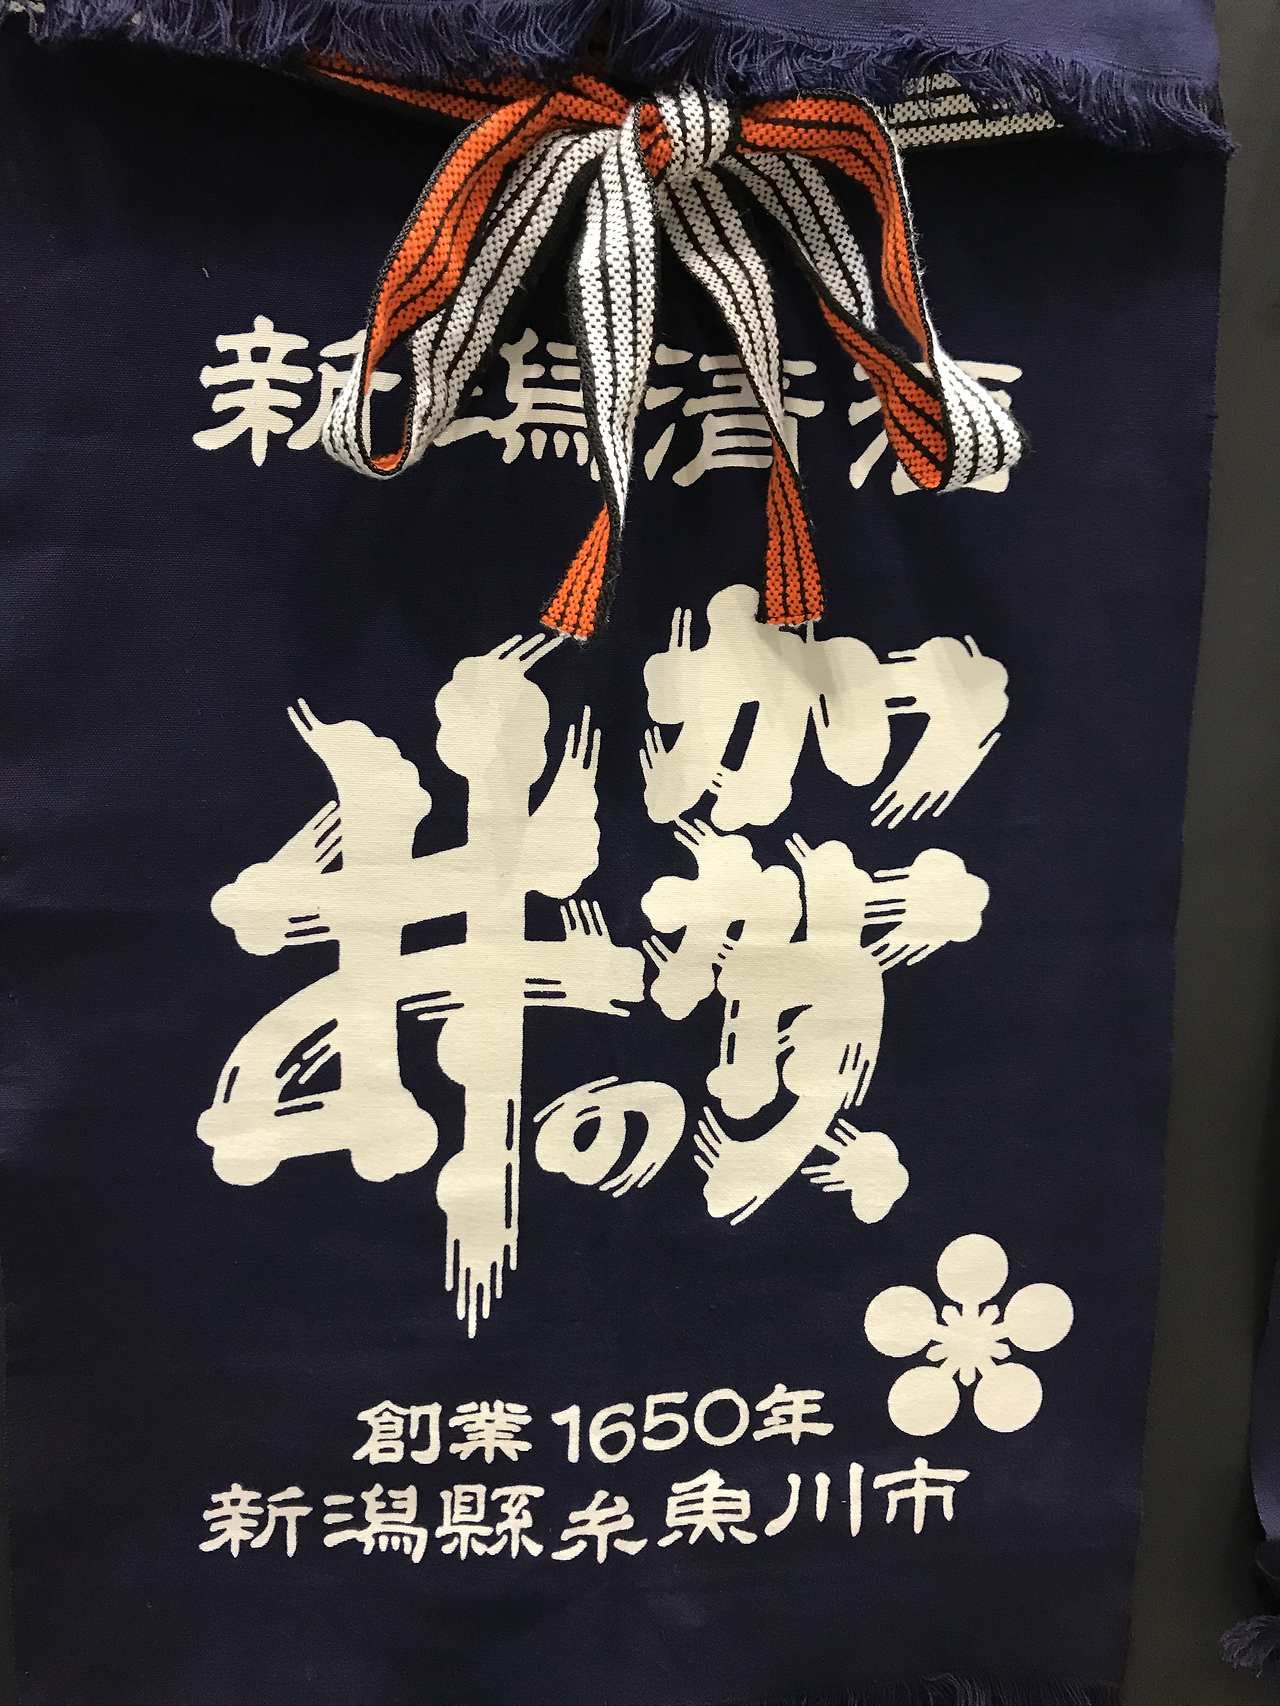 新潟清酒
加賀の井
創業1650年
新潟縣糸魚川市